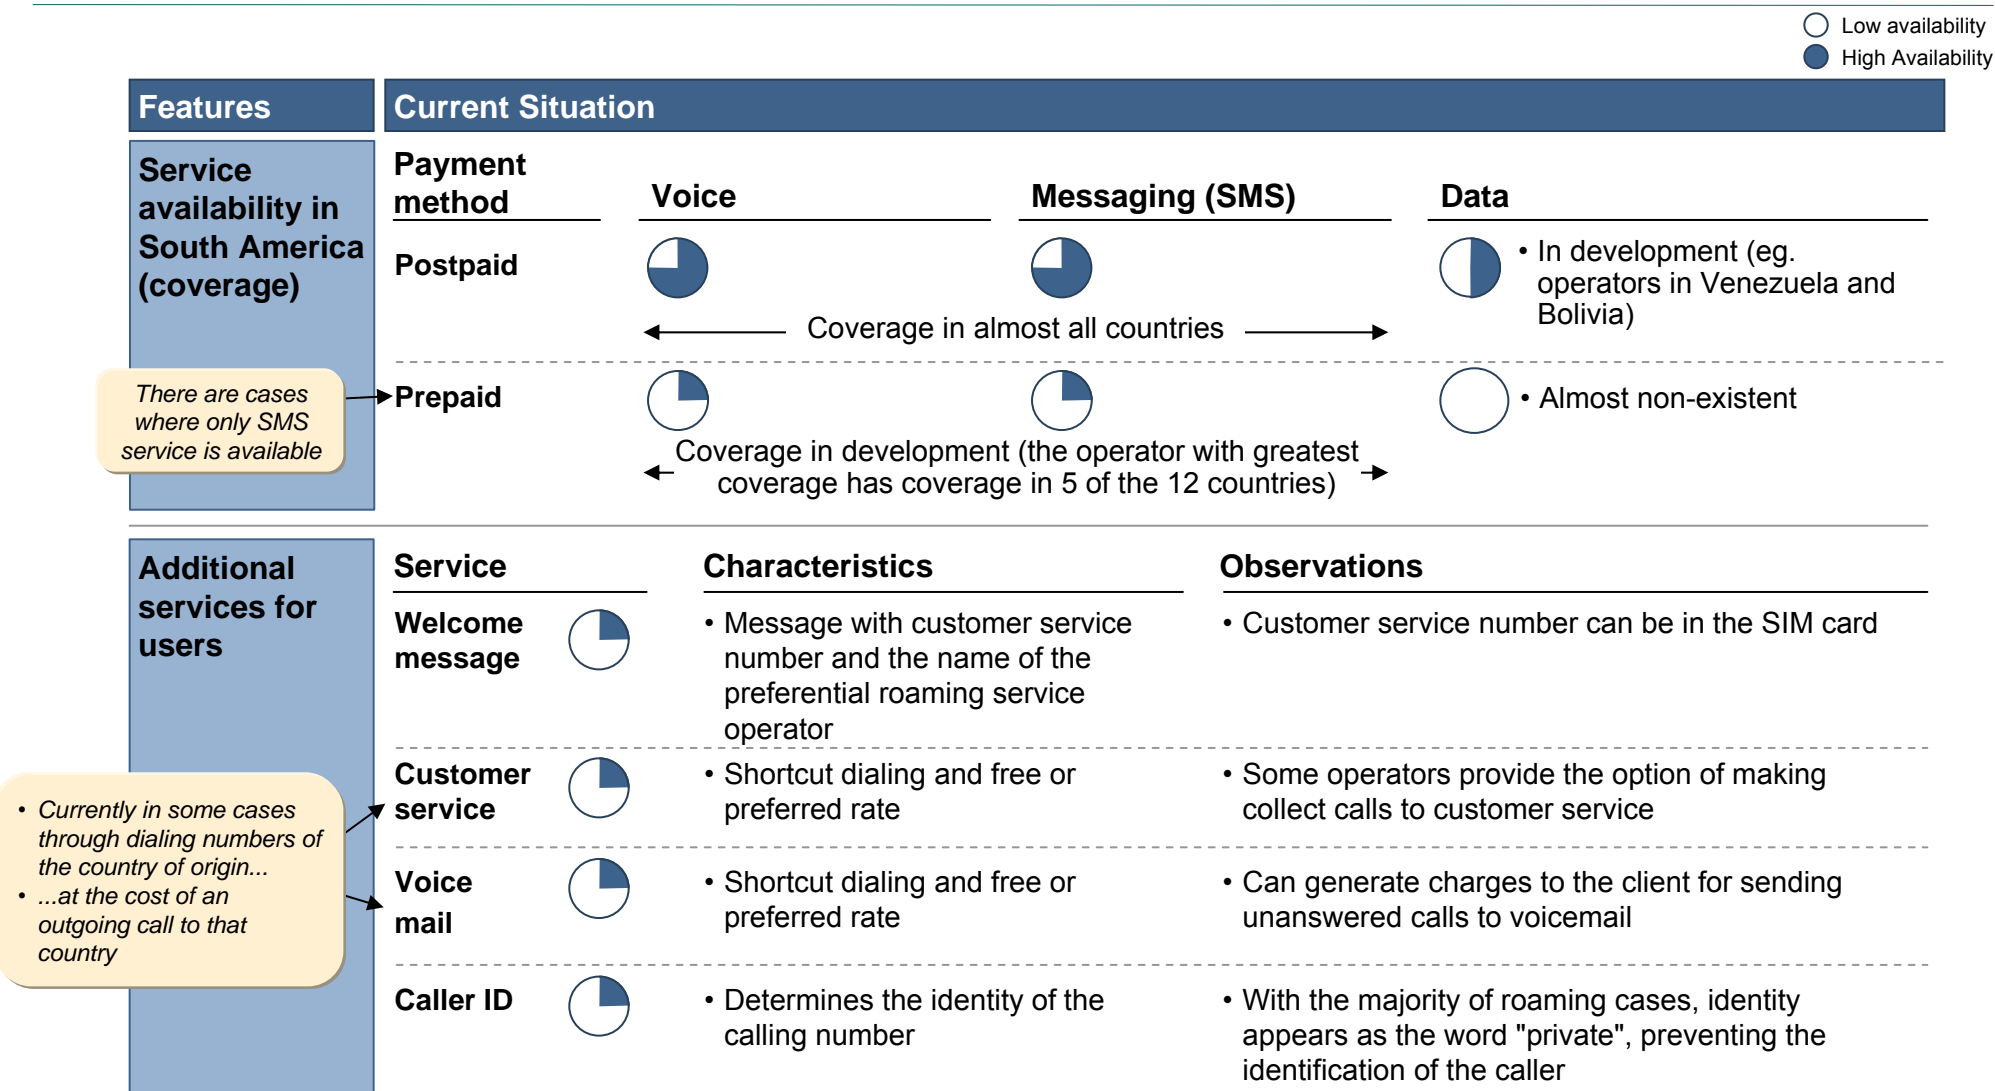 Low availability
High Availability
Features
Current Situation
Service
availability in
South America
(coverage)
Payment
method
Voice
Messaging (SMS)
Data
Postpaid
• In development (eg.
operators in Venezuela and
Bolivia)
Coverage in almost all countries
There are cases
where only SMS
service is available
Prepaid
• Almost non-existent
Coverage in development (the operator with greatest
coverage has coverage in 5 of the 12 countries)
Additional
services for
users
Service
Characteristics
Observations
Welcome
message
• Message with customer service
number and the name of the
preferential roaming service
operator
• Customer service number can be in the SIM card
• Currently in some cases
through dialing numbers of
the country of origin...
• ...at the cost of an
outgoing call to that
country
Customer
service
• Shortcut dialing and free or
preferred rate
• Some operators provide the option of making
collect calls to customer service
Voice
mail
• Shortcut dialing and free or
preferred rate
• Can generate charges to the client for sending
unanswered calls to voicemail
Caller ID
• Determines the identity of the
calling number
• With the majority of roaming cases, identity
appears as the word "private", preventing the
identification of the caller